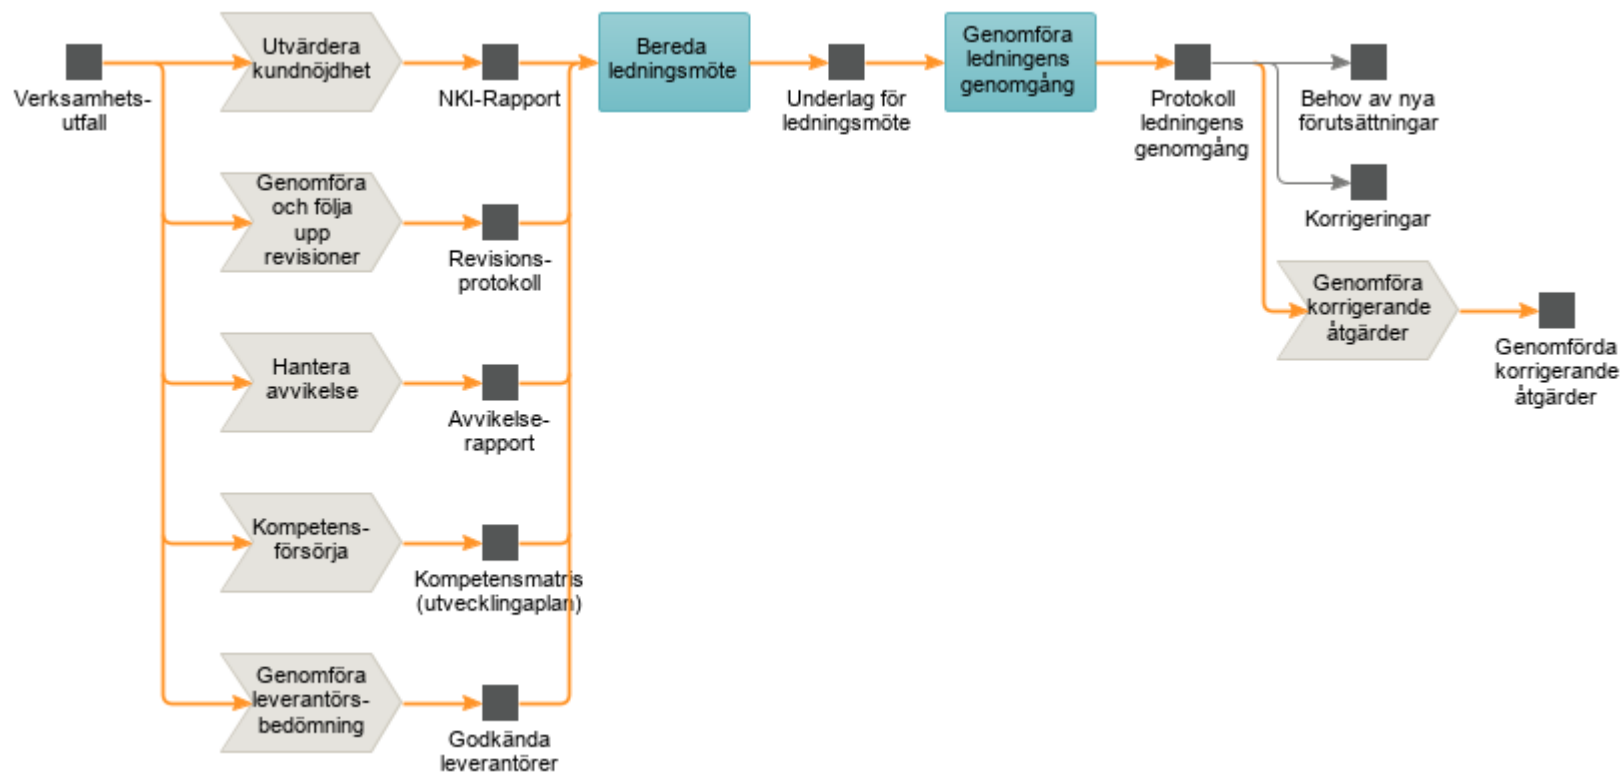 Verksamhets-
utfall
Utvärdera
kundnöjdhet
NKI-Rapport
Bereda
ledningsmöte
Underlag för
ledningsmöte
Genomföra
ledningens
genomgång
Protokoll
ledningens
genomgång
Behov av nya
förutsättningar
Korrigeringar
Genomföra
korrigerande
åtgärder
Genomförda
korrigerande
åtgärder
Genomföra
och följa
upp
revisioner
Revisions-
protokoll
Hantera
avvikelse
Avvikelse-
rapport
Kompetens-
försörja
Kompetensmatris
(utvecklingaplan)
Genomföra
leverantörs-
bedömning
Godkända
leverantörer